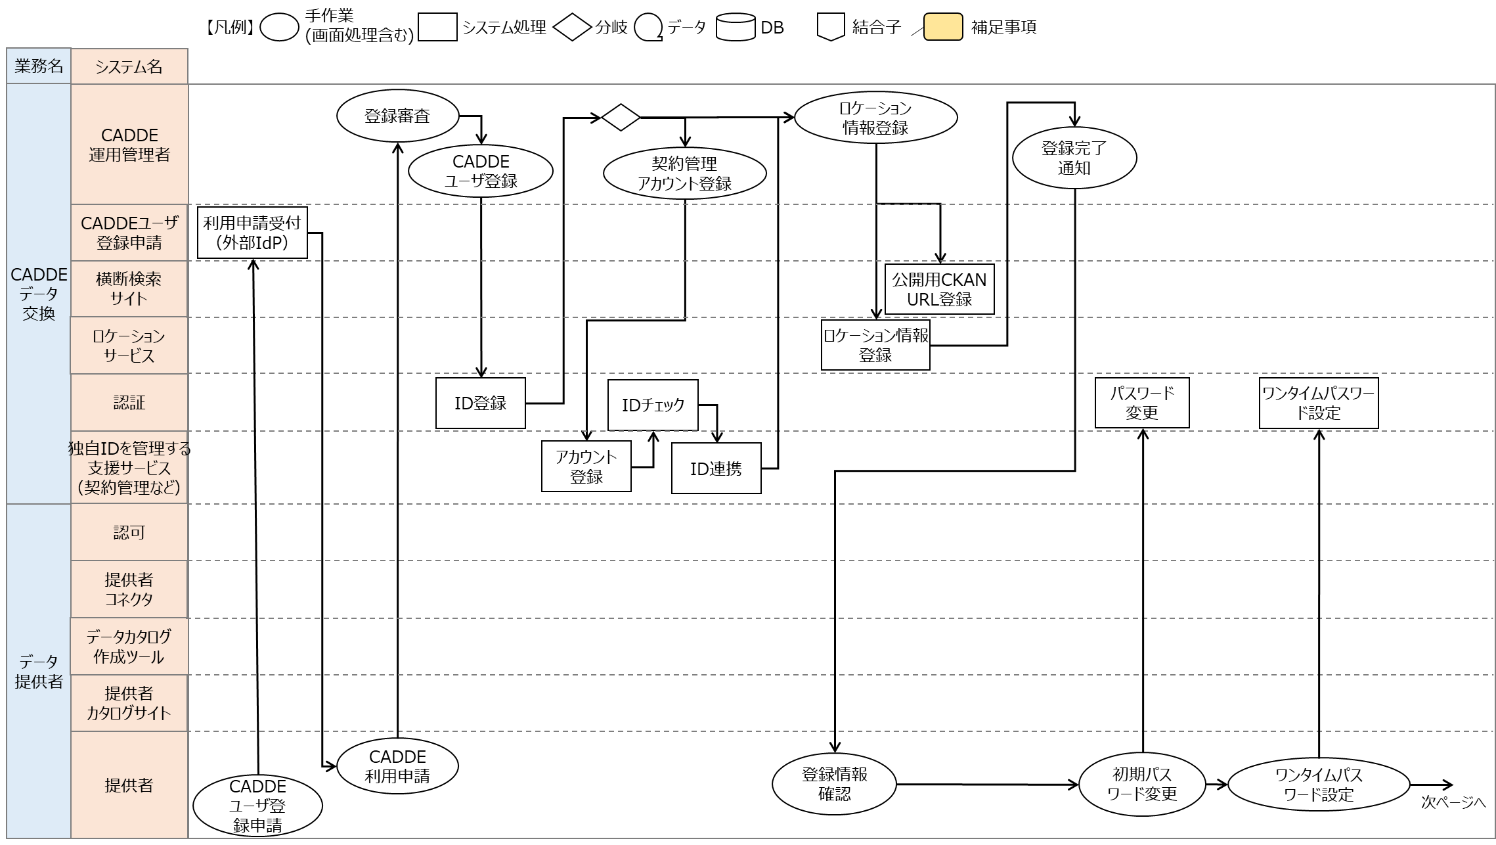 【凡例】
手作業
(画面処理含む)
システム処理
分岐
データ
DB
結合子
補足事項
業務名
システム名
CADDE
データ
交換
CADDE
運用管理者
登録審査
CADDE
ユーザ登録
契約管理
アカウント登録
ロケーション
情報登録
登録完了
通知
CADDEユーザ
登録申請
利用申請受付
（外部IdP）
横断検索
サイト
公開用CKAN
URL登録
ロケーション
サービス
ロケーション情報
登録
認証
ID登録
IDチェック
パスワード
変更
ワンタイムパスワー
ド設定
独自IDを管理する
支援サービス
（契約管理など）
アカウント
登録
ID連携
データ
提供者
認可
提供者
コネクタ
データカタログ
作成ツール
提供者
カタログサイト
提供者
CADDE
ユーザ登
録申請
CADDE
利用申請
登録情報
確認
初期パス
ワード変更
ワンタイムパス
ワード設定
次ページへ